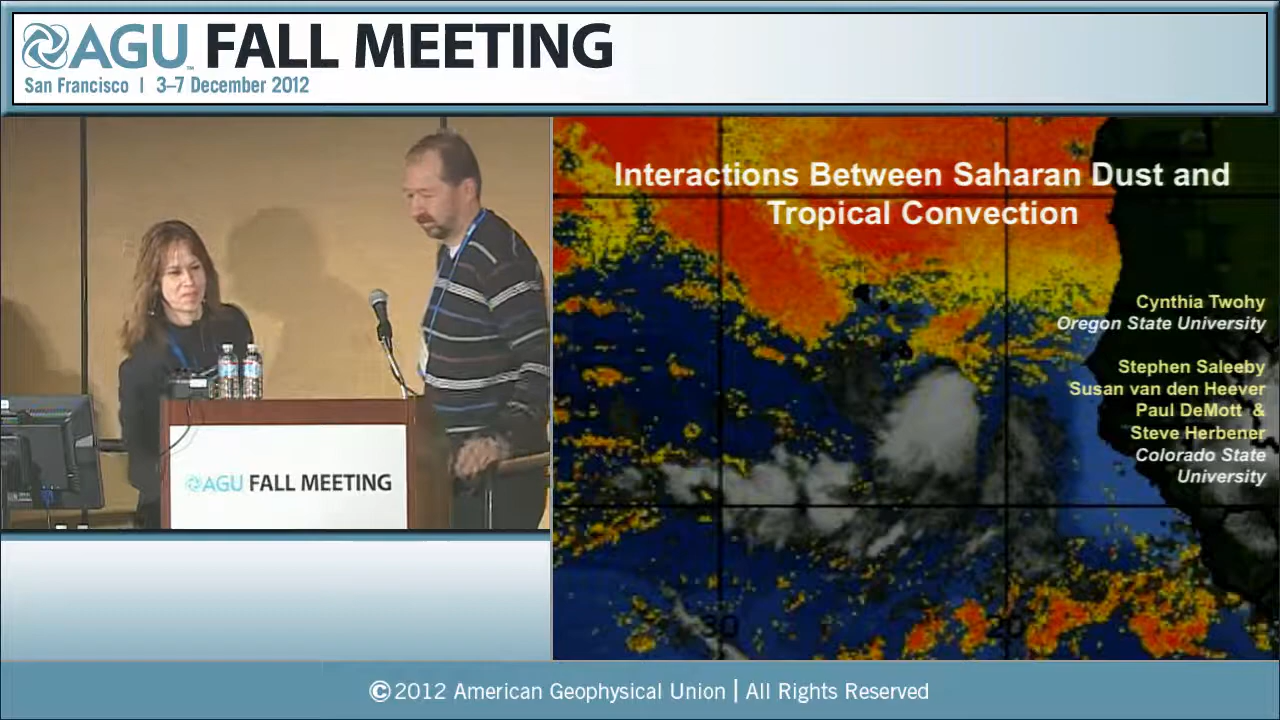 AGU FALL MEETING
San Francisco | 3–7 December 2012
Interactions Between Saharan Dust and
Tropical Convection
Cynthia Twohy
Oregon State University
Stephen Saleeby
Susan van den Heever
Paul DeMott &
Steve Herbener
Colorado State
University
AGU FALL MEETING
30
20
©2012 American Geophysical Union | All Rights Reserved